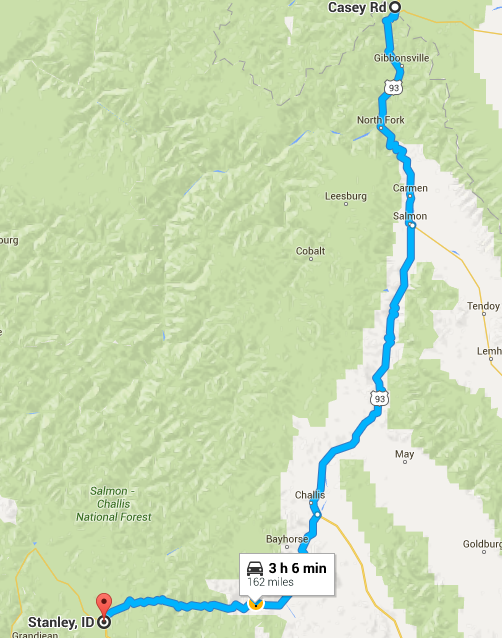 Casey Rd
Gibbonsville
93
North Fork
Carmen
Leesburg
Salmon
urg
Cobalt
Tendoy
Lemh
93
May
Salmon -
Challis
National Forest
Challis
Bayhorse
Goldburg
3 h 6 min
162 miles
Stanley, ID
Grandjean